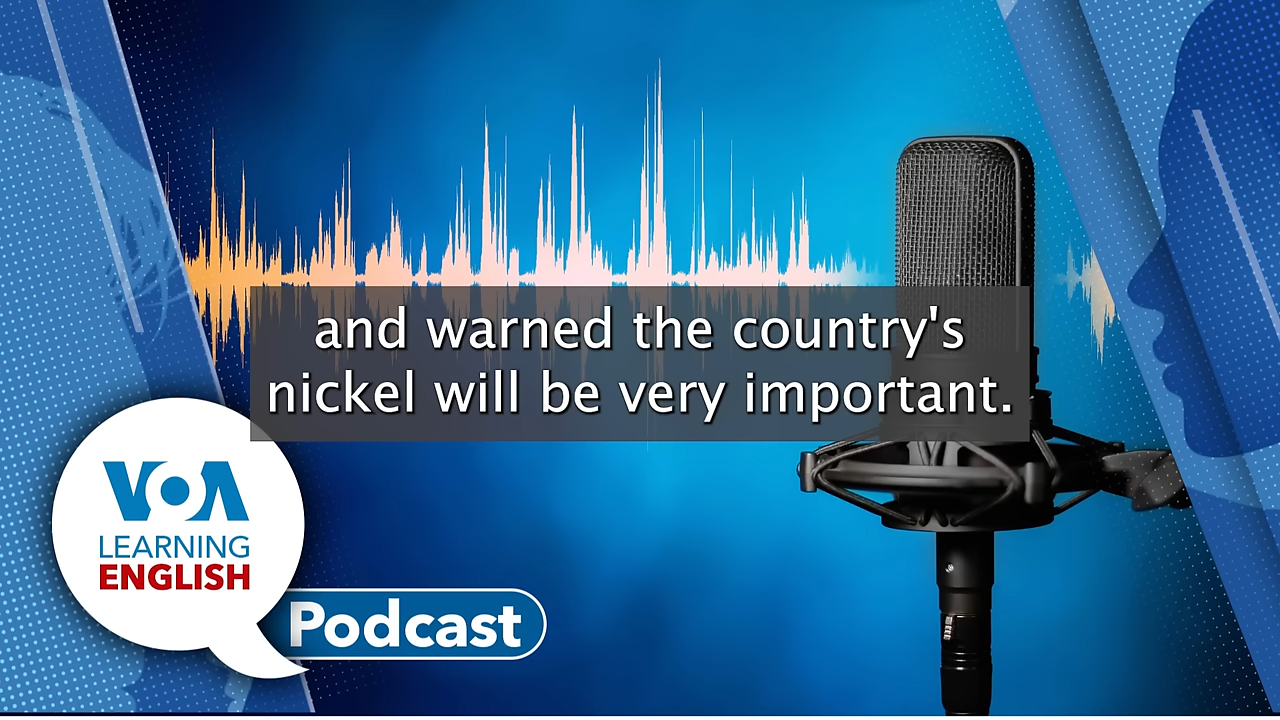 and warned the country's
nickel will be very important.
VOA
LEARNING
ENGLISH
Podcast